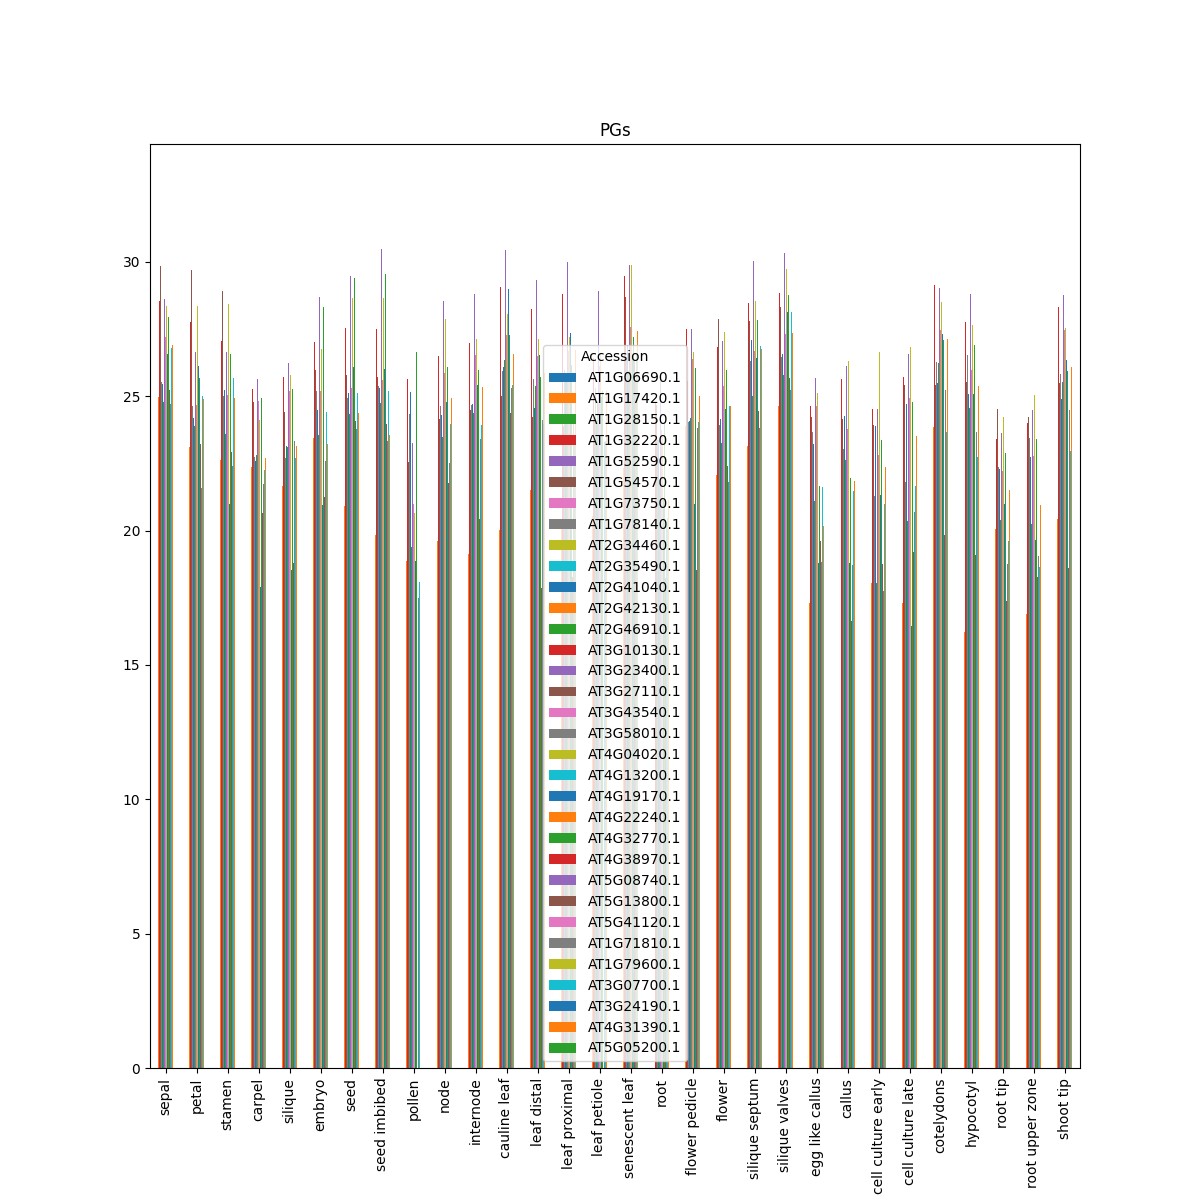 PGs
30
25
20
15
10
5
0
Accession
AT1G06690.1
AT1G17420.1
AT1G28150.1
AT1G32220.1
AT1G52590.1
AT1G54570.1
AT1G73750.1
AT1G78140.1
AT2G34460.1
AT2G35490.1
AT2G41040.1
AT2G42130.1
AT2G46910.1
AT3G10130.1
AT3G23400.1
AT3G27110.1
AT3G43540.1
AT3G58010.1
AT4G04020.1
AT4G13200.1
AT4G19170.1
AT4G22240.1
AT4G32770.1
AT4G38970.1
AT5G08740.1
AT5G13800.1
AT5G41120.1
AT1G71810.1
AT1G79600.1
AT3G07700.1
AT3G24190.1
AT4G31390.1
AT5G05200.1
sepal
petal
stamen
carpel
silique
embryo
seed
seed imbibed
pollen
node
internode
cauline leaf
leaf distal
leaf proximal
leaf petiole
senescent leaf
root
flower pedicle
flower
silique septum
silique valves
egg like callus
callus
cell culture early
cell culture late
cotelydons
hypocotyl
root tip
root upper zone
shoot tip